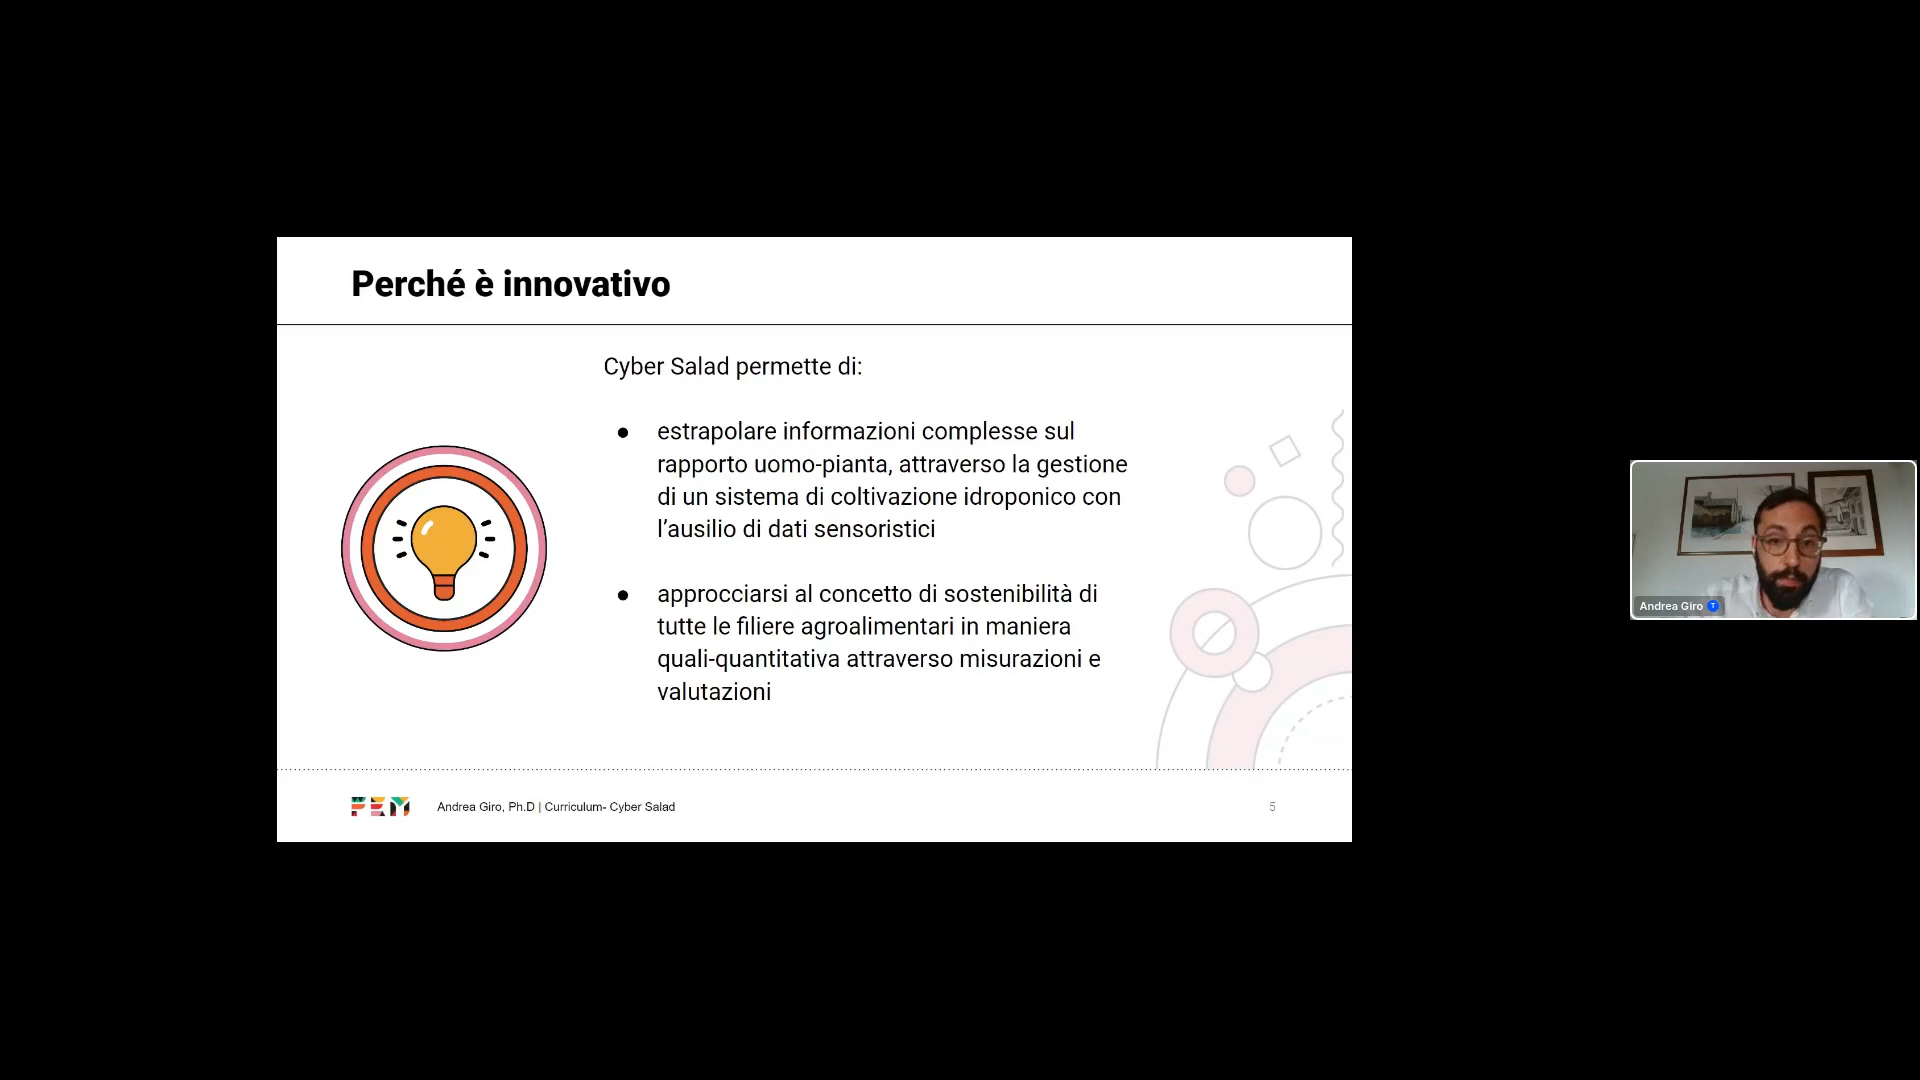 Perché è innovativo
Cyber Salad permette di:
● estrapolare informazioni complesse sul
rapporto uomo-pianta, attraverso la gestione
di un sistema di coltivazione idroponico con
l’ausilio di dati sensoristici
● approcciarsi al concetto di sostenibilità di
tutte le filiere agroalimentari in maniera
quali-quantitativa attraverso misurazioni e
valutazioni
FEM
Andrea Giro, Ph.D | Curriculum- Cyber Salad
5
Andrea Giro T